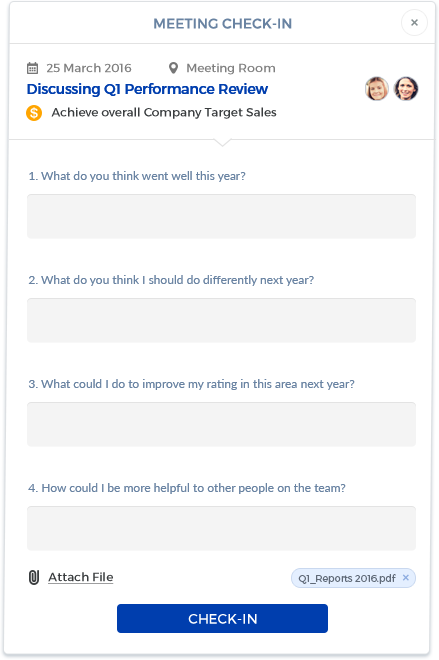 MEETING CHECK-IN
×
25 March 2016 Meeting Room
Discussing Q1 Performance Review
$ Achieve overall Company Target Sales
1. What do you think went well this year?
2. What do you think I should do differently next year?
3. What could I do to improve my rating in this area next year?
4. How could I be more helpful to other people on the team?
Attach File Q1_Reports 2016.pdf ×
CHECK-IN